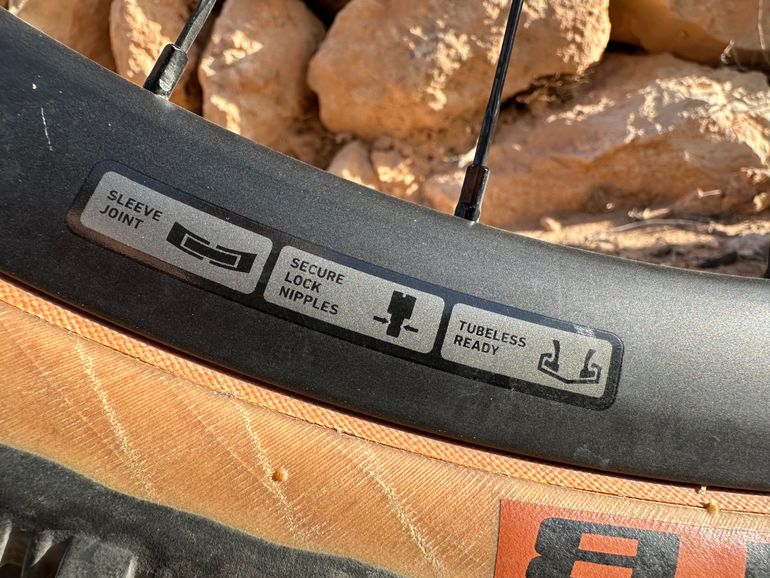 SLEEVE
JOINT
SECURE
LOCK
NIPPLES
TUBELESS
READY